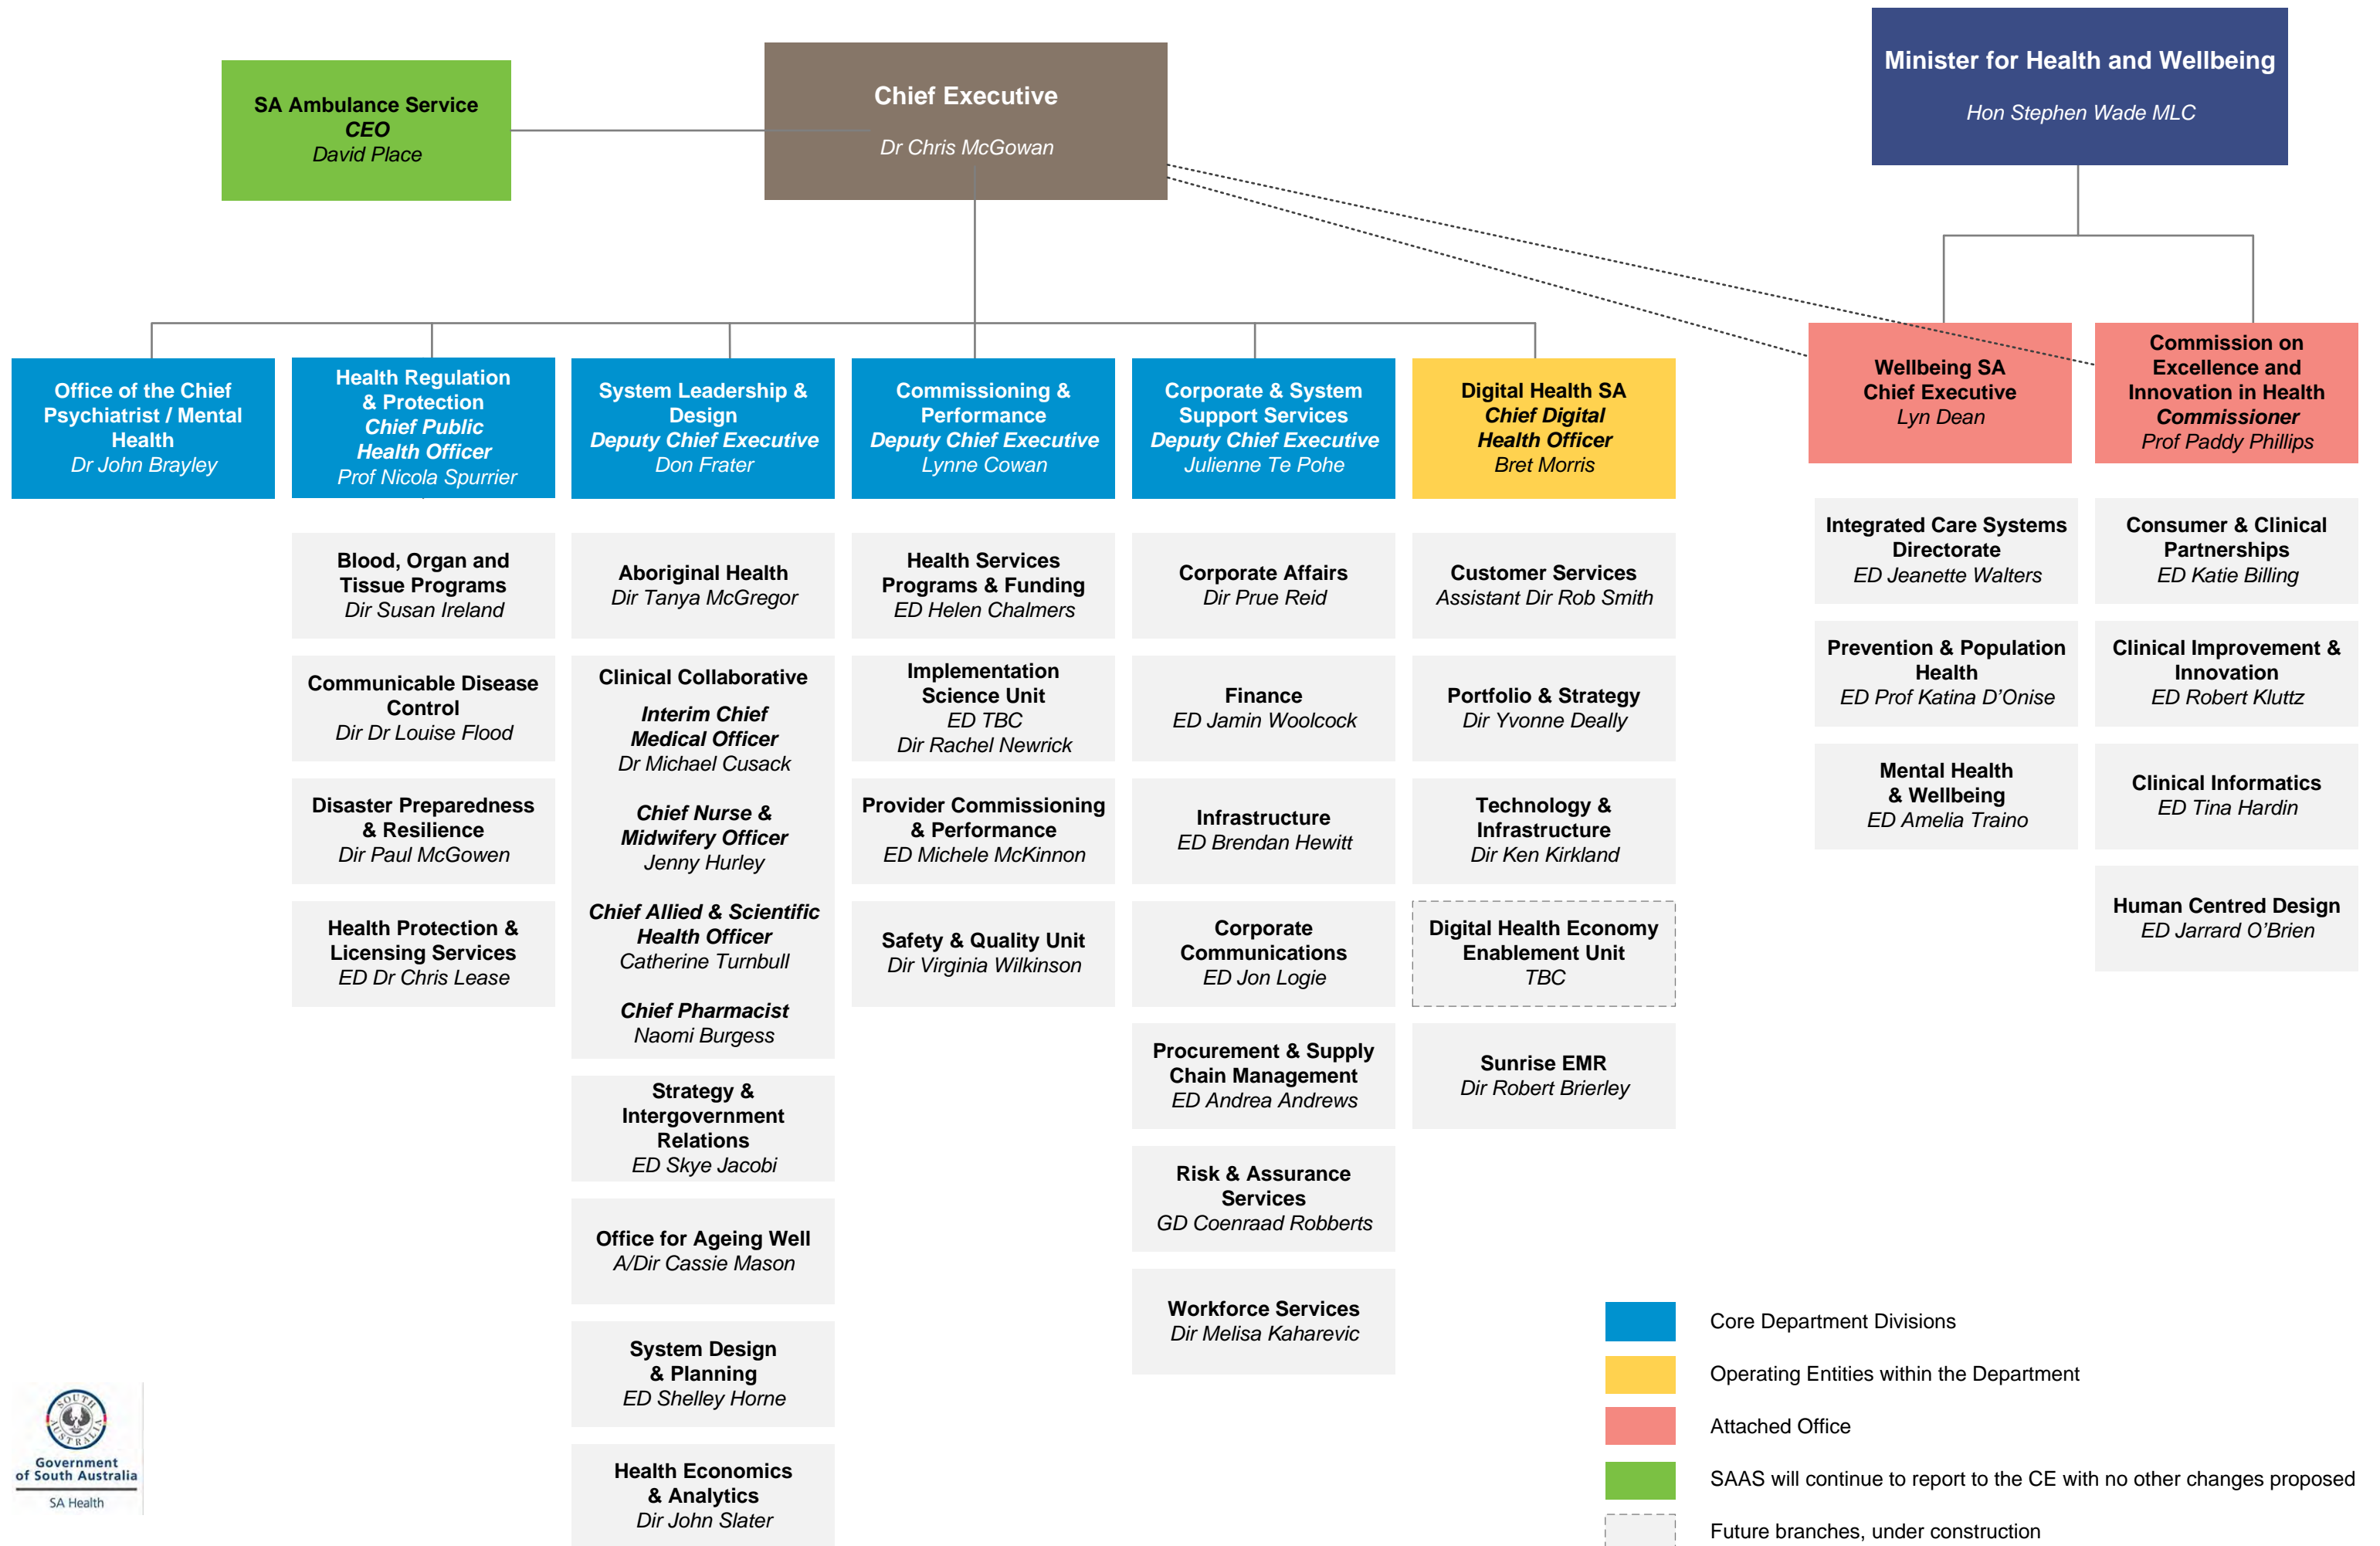 SA Ambulance Service
CEO
David Place
Chief Executive
Dr Chris McGowan
Minister for Health and Wellbeing
Hon Stephen Wade MLC
Office of the Chief
Psychiatrist / Mental
Health
Dr John Brayley
Health Regulation
& Protection
Chief Public
Health Officer
Prof Nicola Spurrier
System Leadership &
Design
Deputy Chief Executive
Don Frater
Commissioning &
Performance
Deputy Chief Executive
Lynne Cowan
Corporate & System
Support Services
Deputy Chief Executive
Julienne Te Pohe
Digital Health SA
Chief Digital
Health Officer
Bret Morris
Wellbeing SA
Chief Executive
Lyn Dean
Commission on
Excellence and
Innovation in Health
Commissioner
Prof Paddy Phillips
Blood, Organ and
Tissue Programs
Dir Susan Ireland
Communicable Disease
Control
Dir Dr Louise Flood
Disaster Preparedness
& Resilience
Dir Paul McGowen
Health Protection &
Licensing Services
ED Dr Chris Lease
Aboriginal Health
Dir Tanya McGregor
Clinical Collaborative
Interim Chief
Medical Officer
Dr Michael Cusack
Chief Nurse &
Midwifery Officer
Jenny Hurley
Chief Allied & Scientific
Health Officer
Catherine Turnbull
Chief Pharmacist
Naomi Burgess
Strategy &
Intergovernment
Relations
ED Skye Jacobi
Office for Ageing Well
A/Dir Cassie Mason
System Design
& Planning
ED Shelley Horne
Health Economics
& Analytics
Dir John Slater
Health Services
Programs & Funding
ED Helen Chalmers
Implementation
Science Unit
ED TBC
Dir Rachel Newrick
Provider Commissioning
& Performance
ED Michele McKinnon
Safety & Quality Unit
Dir Virginia Wilkinson
Corporate Affairs
Dir Prue Reid
Finance
ED Jamin Woolcock
Infrastructure
ED Brendan Hewitt
Corporate
Communications
ED Jon Logie
Procurement & Supply
Chain Management
ED Andrea Andrews
Risk & Assurance
Services
GD Coenraad Robberts
Workforce Services
Dir Melisa Kaharevic
Customer Services
Assistant Dir Rob Smith
Portfolio & Strategy
Dir Yvonne Deally
Technology &
Infrastructure
Dir Ken Kirkland
Digital Health Economy
Enablement Unit
TBC
Sunrise EMR
Dir Robert Brierley
Integrated Care Systems
Directorate
ED Jeanette Walters
Prevention & Population
Health
ED Prof Katina D’Onise
Mental Health
& Wellbeing
ED Amelia Traino
Consumer & Clinical
Partnerships
ED Katie Billing
Clinical Improvement &
Innovation
ED Robert Kluttz
Clinical Informatics
ED Tina Hardin
Human Centred Design
ED Jarrard O’Brien
Core Department Divisions
Operating Entities within the Department
Attached Office
SAAS will continue to report to the CE with no other changes proposed
Future branches, under construction
SOUTH
AUSTRALIA
Government
of South Australia
SA Health